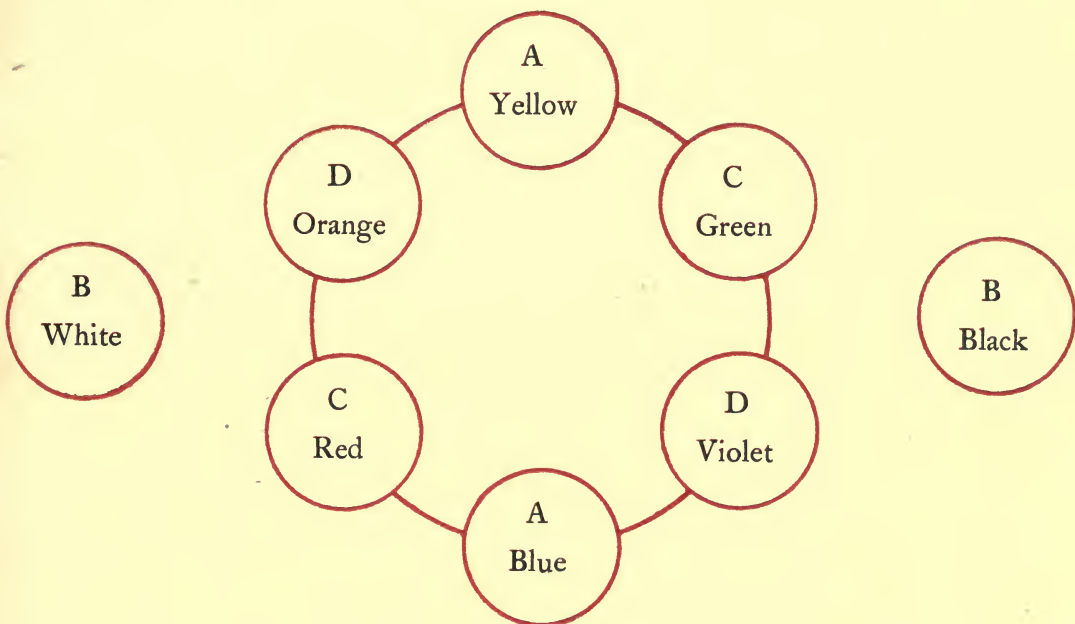 A
Yellow
D
Orange
C
Green
B
White
B
Black
C
Red
D
Violet
A
Blue